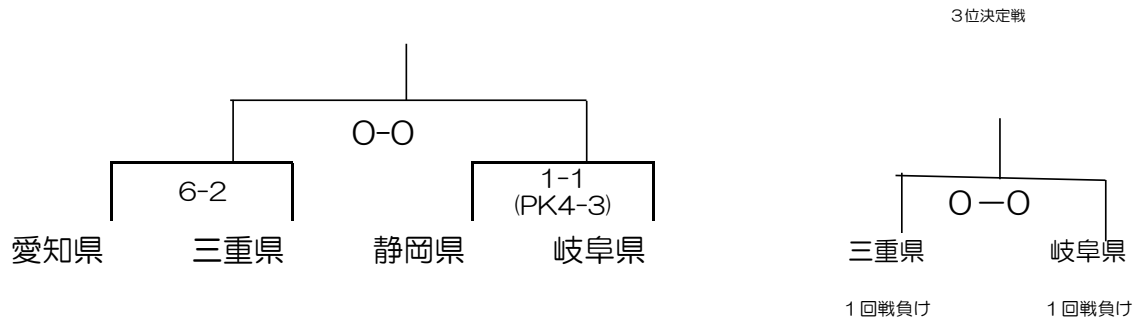 3位決定戦
0-0
6-2
1-1
(PK4-3)
愛知県
三重県
静岡県
岐阜県
0－0
三重県
岐阜県
１回戦負け
１回戦負け